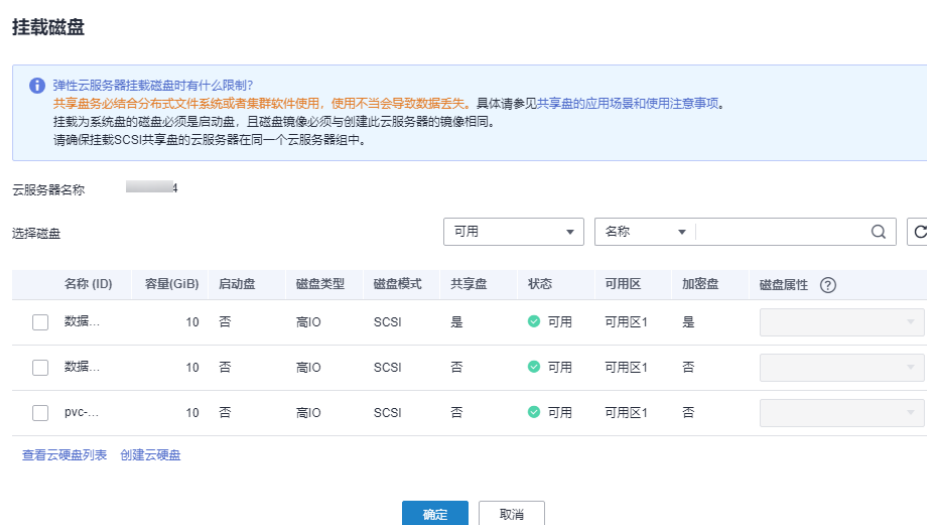 挂载磁盘
弹性云服务器挂载磁盘时有什么限制?
共享盘务必结合分布式文件系统或者集群软件使用，使用不当会导致数据丢失。具体请参见共享盘的应用场景和使用注意事项。
挂载为系统盘的磁盘必须是启动盘，且磁盘镜像必须与创建此云服务器的镜像相同。
请确保挂载SCSI共享盘的云服务器在同一个云服务器组中。
云服务器名称 4
选择磁盘 可用 名称
名称 (ID) 容量(GiB) 启动盘 磁盘类型 磁盘模式 共享盘 状态 可用区 加密盘 磁盘属性 ?
数据... 10 否 高IO SCSI 是 可用 可用区1 是
数据... 10 否 高IO SCSI 否 可用 可用区1 否
pvc-... 10 否 高IO SCSI 否 可用 可用区1 否
查看云硬盘列表 创建云硬盘
确定 取消